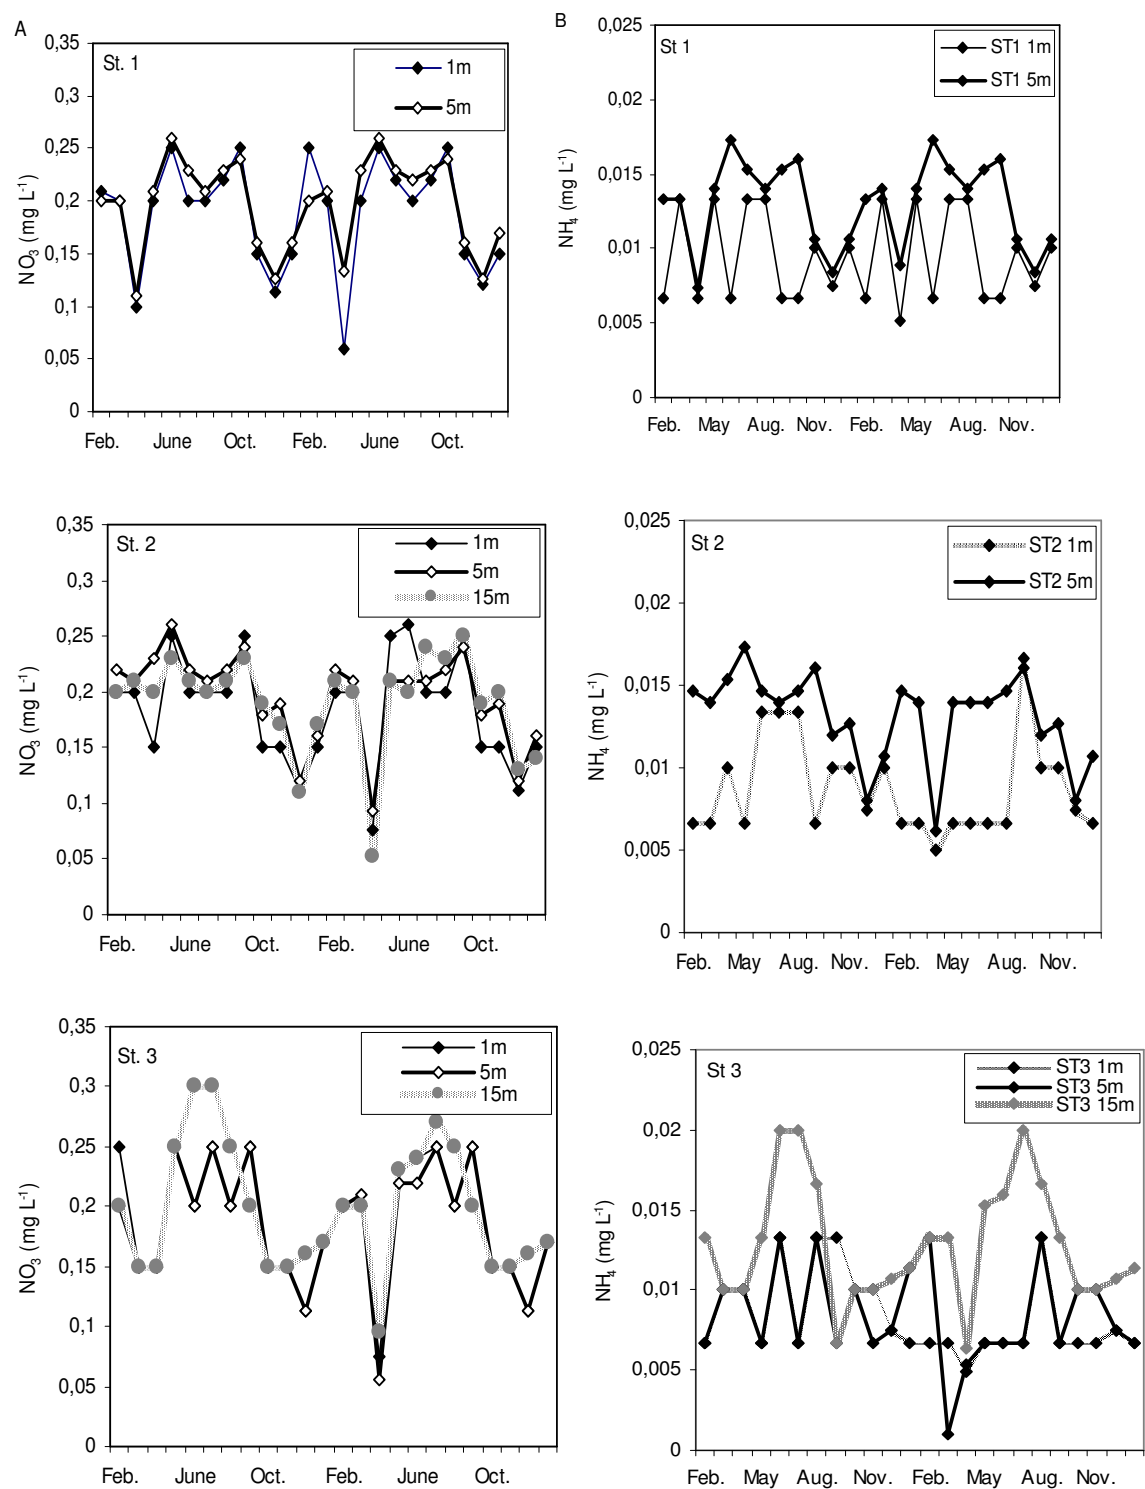 A
0,35
0,3
0,25
0,2
0,15
0,1
0,05
0
NO3 (mg L-1)
St. 1
1m
5m
Feb. June Oct. Feb. June Oct.
B
0,025
0,02
0,015
0,01
0,005
0
NH4 (mg L-1)
St 1
ST1 1m
ST1 5m
Feb. May Aug. Nov. Feb. May Aug. Nov.
0,35
0,3
0,25
0,2
0,15
0,1
0,05
0
NO3 (mg L-1)
St. 2
1m
5m
15m
Feb. June Oct. Feb. June Oct.
0,025
0,02
0,015
0,01
0,005
0
NH4 (mg L-1)
St 2
ST2 1m
ST2 5m
Feb. May Aug. Nov. Feb. May Aug. Nov.
0,35
0,3
0,25
0,2
0,15
0,1
0,05
0
NO3 (mg L-1)
St. 3
1m
5m
15m
Feb. June Oct. Feb. June Oct.
0,025
0,02
0,015
0,01
0,005
0
NH4 (mg L-1)
St 3
ST3 1m
ST3 5m
ST3 15m
Feb. May Aug. Nov. Feb. May Aug. Nov.